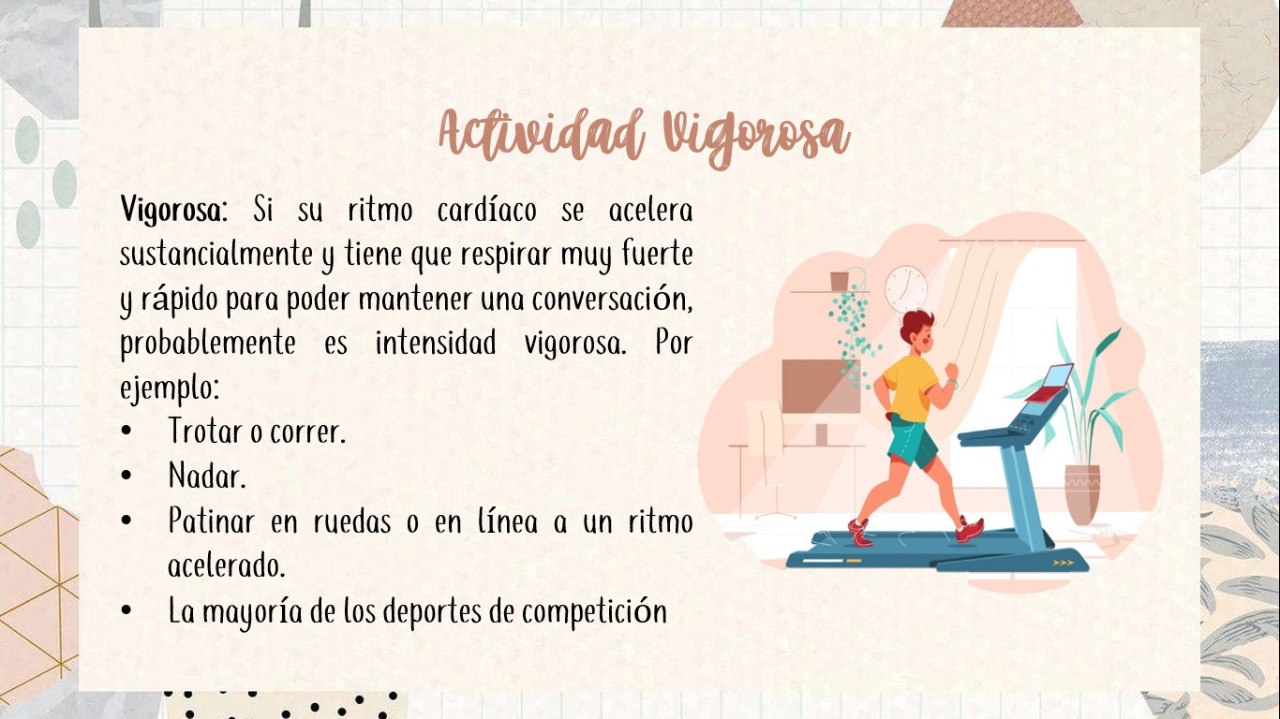 Actividad Vigorosa
Vigorosa: Si su ritmo cardíaco se acelera
sustancialmente y tiene que respirar muy fuerte
y rápido para poder mantener una conversación,
probablemente es intensidad vigorosa. Por
ejemplo:
• Trotar o correr.
• Nadar.
• Patinar en ruedas o en línea a un ritmo
acelerado.
• La mayoría de los deportes de competición